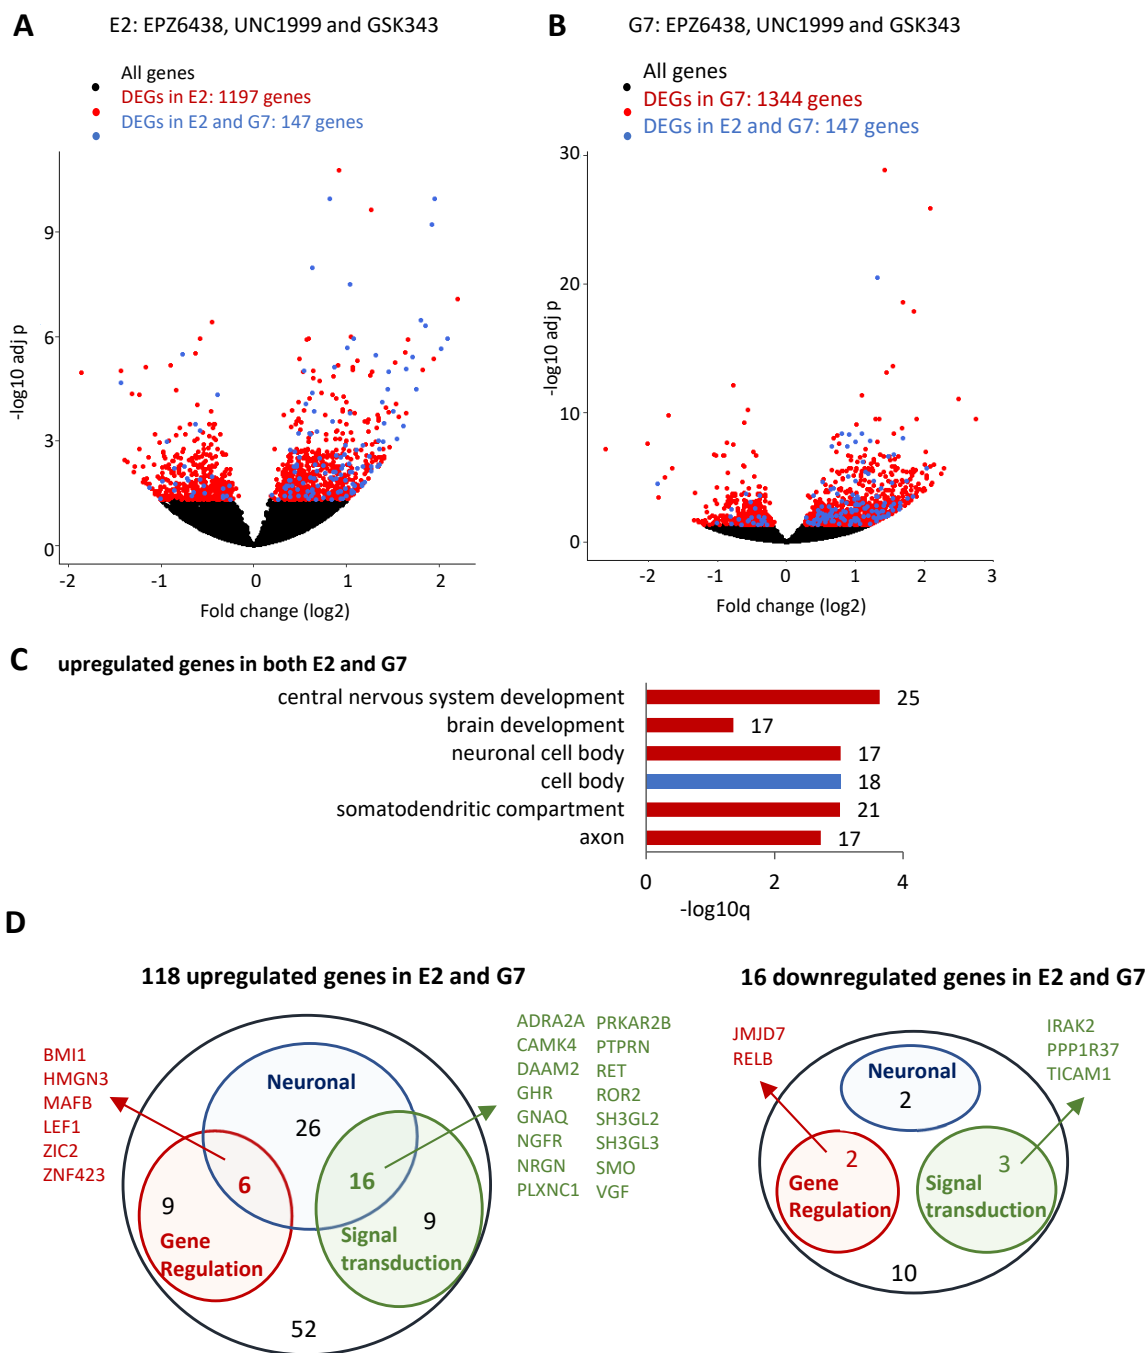 A
E2: EPZ6438, UNC1999 and GSK343
All genes
DEGs in E2: 1197 genes
DEGs in E2 and G7: 147 genes
-log10 adj p
9
6
3
0
-2
-1
0
1
2
Fold change (log2)
B
G7: EPZ6438, UNC1999 and GSK343
All genes
DEGs in G7: 1344 genes
DEGs in E2 and G7: 147 genes
-log10 adj p
30
20
10
0
-2
-1
0
1
2
3
Fold change (log2)
C
upregulated genes in both E2 and G7
central nervous system development 25
brain development 17
neuronal cell body 17
cell body 18
somatodendritic compartment 21
axon 17
0
2
4
-log10q
D
118 upregulated genes in E2 and G7
BMI1
HMGN3
MAFB
LEF1
ZIC2
ZNF423
Neuronal
26
6
16
9
Gene
Regulation
9
Signal
transduction
52
ADRA2A PRKAR2B
CAMK4 PTPRN
DAAM2 RET
GHR ROR2
GNAQ SH3GL2
NGFR SH3GL3
NRGN SMO
PLXNC1 VGF
16 downregulated genes in E2 and G7
JMJD7
RELB
IRAK2
PPP1R37
TICAM1
Neuronal
2
2
Gene
Regulation
3
Signal
transduction
10